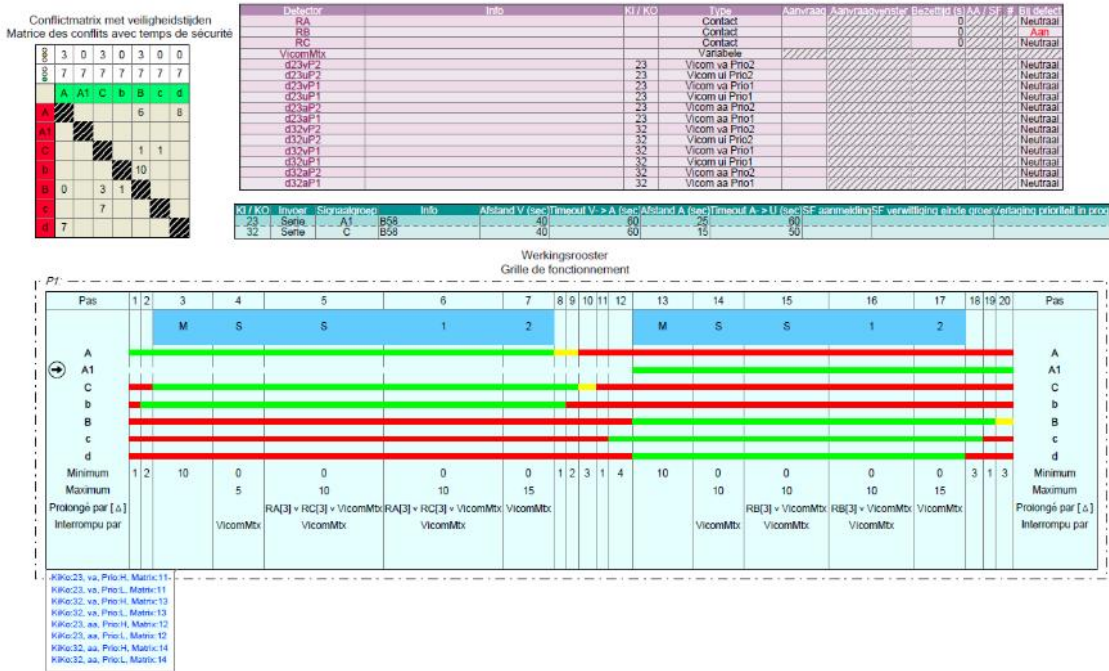 Conflictmatrix met veiligheidstijden
Matrice des conflits avec temps de sécurité
3 0 3 0 3 0 0
7 7 7 7 7 7 7
A A1 C b B c d
A 6 8
A1
C 1 1
b 10
B 0 3 1
c 7
d 7
Detector Info KI / KO Type Aanvraag Aanvraagvenster Bezettijd (s) AA / SF # Bij defect
RA Contact 0 Neutraal
RB Contact 0 Aan
RC Contact 0 Neutraal
VicomMtx Variabele
d23vP2 23 Vicom va Prio2 Neutraal
d23uP2 23 Vicom ui Prio2 Neutraal
d23vP1 23 Vicom va Prio1 Neutraal
d23uP1 23 Vicom ui Prio1 Neutraal
d23aP2 23 Vicom aa Prio2 Neutraal
d23aP1 23 Vicom aa Prio1 Neutraal
d32vP2 32 Vicom va Prio2 Neutraal
d32uP2 32 Vicom ui Prio2 Neutraal
d32vP1 32 Vicom va Prio1 Neutraal
d32uP1 32 Vicom ui Prio1 Neutraal
d32aP2 32 Vicom aa Prio2 Neutraal
d32aP1 32 Vicom aa Prio1 Neutraal
KI / KO Invoer Signaalgroep Info Afstand V (sec) Timeout V-> A (sec) Afstand A (sec) Timeout A -> U (sec) SF aanmelding SF verwilliging einde groen Verlaging prioriteit in prog
23 Serie A1 B58 40 60 25 60
32 Serie C B58 40 60 15 50
Werkingsrooster
Grille de fonctionnement
P1:
Pas 1 2 3 4 5 6 7 8 9 10 11 12 13 14 15 16 17 18 19 20 Pas
M S S 1 2 M S S 1 2
A A
A1 A1
C C
b b
B B
c c
d d
Minimum 1 2 10 0 0 0 0 1 2 3 1 4 10 0 0 0 0 3 1 3 Minimum
Maximum 5 10 10 15 10 10 10 15 Maximum
Prolongé par [Δ] RA[3] v RC[3] v VicomMtx RA[3] v RC[3] v VicomMtx VicomMtx RB[3] v VicomMtx RB[3] v VicomMtx VicomMtx Prolongé par [Δ]
Interrompu par VicomMtx VicomMtx VicomMtx VicomMtx VicomMtx VicomMtx Interrompu par
KiKo:23, va, Prio:H, Matrix:11
KiKo:23, va, Prio:L, Matrix:11
KiKo:32, va, Prio:H, Matrix:13
KiKo:32, va, Prio:L, Matrix:13
KiKo:23, aa, Prio:H, Matrix:12
KiKo:23, aa, Prio:L, Matrix:12
KiKo:32, aa, Prio:H, Matrix:14
KiKo:32, aa, Prio:L, Matrix:14